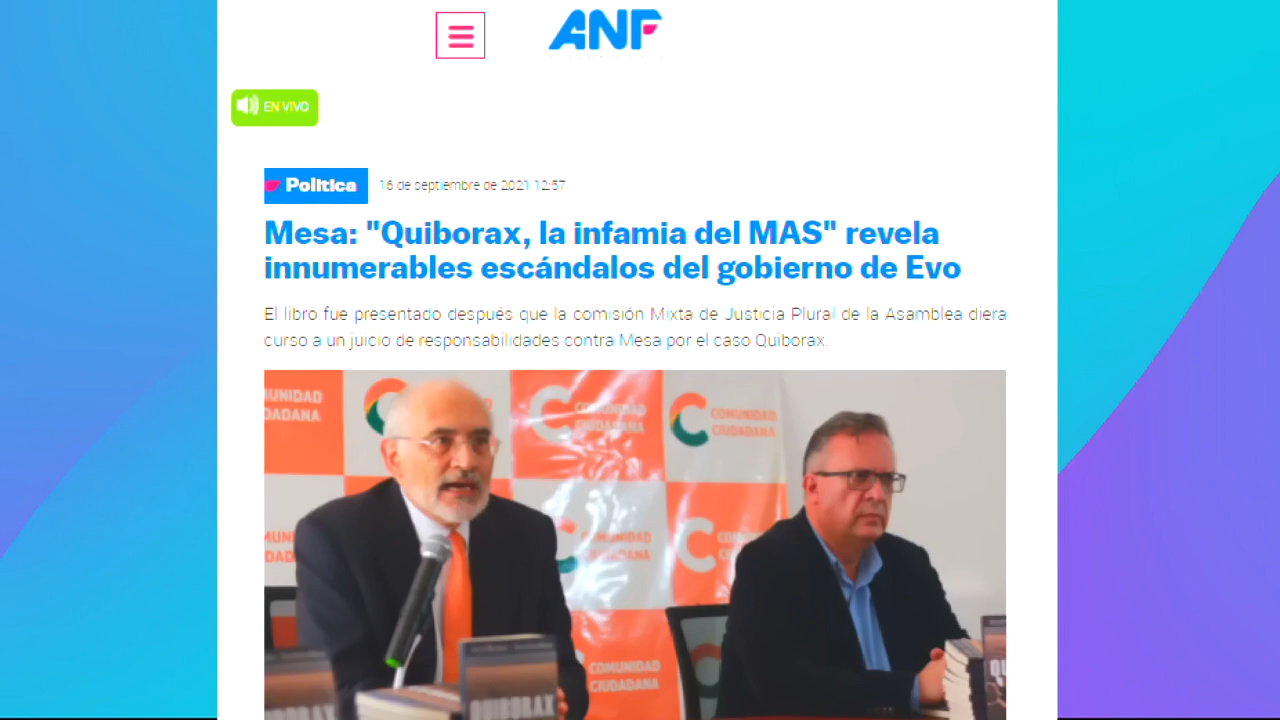 ANF
EN VIVO
Política
16 de septiembre de 2021 12:57
Mesa: "Quiborax, la infamia del MAS" revela
innumerables escándalos del gobierno de Evo
El libro fue presentado después que la comisión Mixta de Justicia Plural de la Asamblea diera
curso a un juicio de responsabilidades contra Mesa por el caso Quiborax.
COMUNIDAD
CIUDADANA
COMUNIDAD
CIUDADANA
COMUNIDAD
CIUDADANA
QUIBORAX